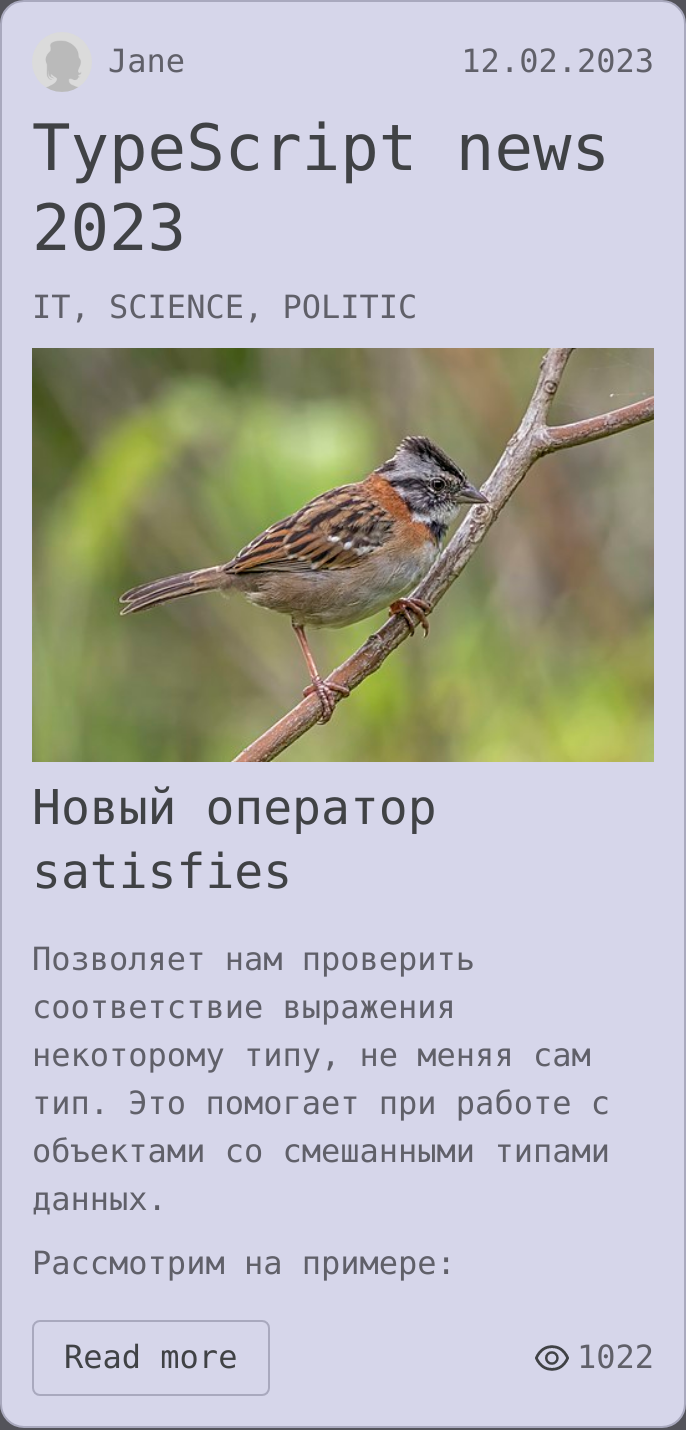 Jane 12.02.2023
TypeScript news
2023
IT, SCIENCE, POLITIC
Новый оператор
satisfies
Позволяет нам проверить
соответствие выражения
некоторому типу, не меняя сам
тип. Это помогает при работе с
объектами со смешанными типами
данных.
Рассмотрим на примере:
Read more 1022